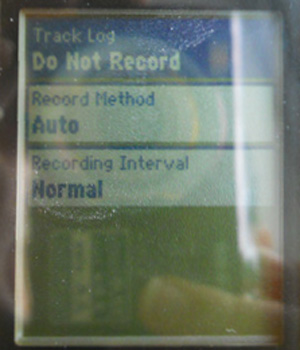 Track Log
Do Not Record
Record Method
Auto
Recording Interval
Normal